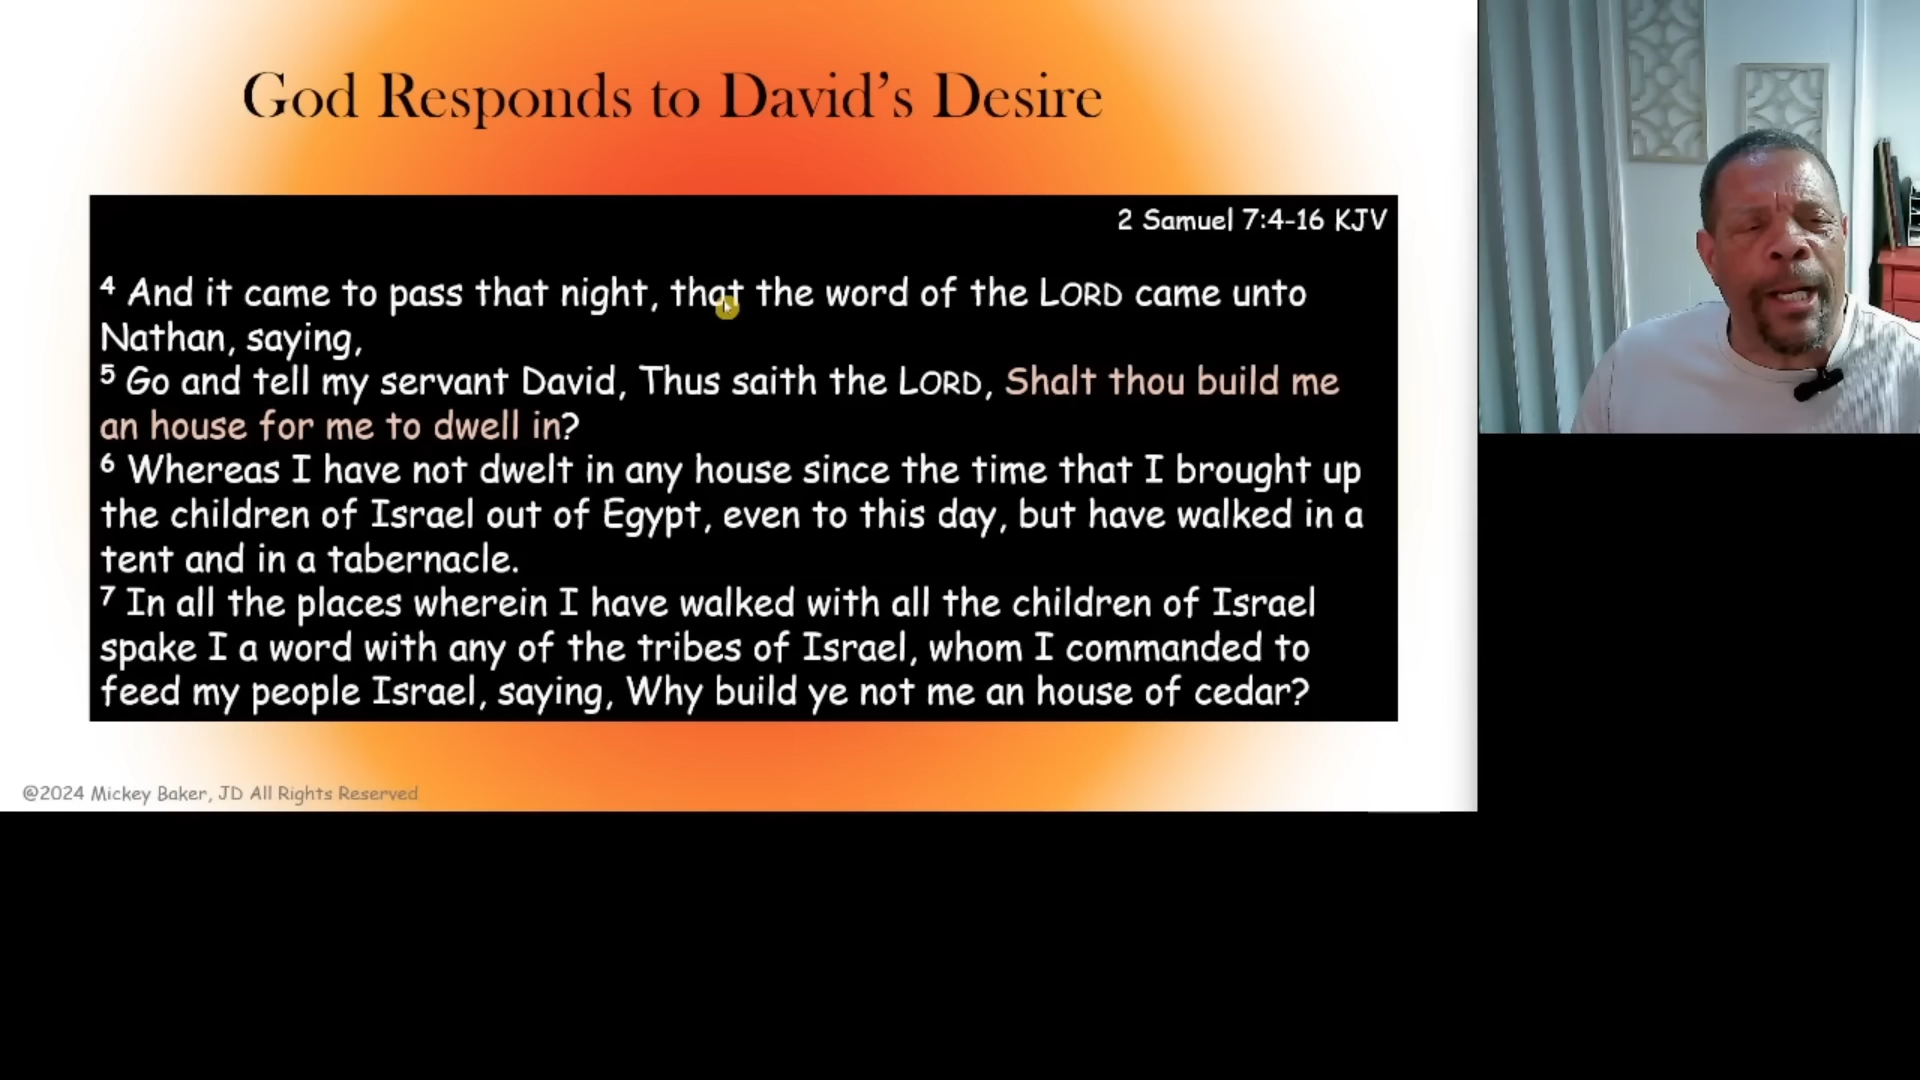 God Responds to David's Desire
2 Samuel 7:4-16 KJV
4 And it came to pass that night, that the word of the LORD came unto
Nathan, saying,
5 Go and tell my servant David, Thus saith the LORD, Shalt thou build me
an house for me to dwell in?
6 Whereas I have not dwelt in any house since the time that I brought up
the children of Israel out of Egypt, even to this day, but have walked in a
tent and in a tabernacle.
7 In all the places wherein I have walked with all the children of Israel
spake I a word with any of the tribes of Israel, whom I commanded to
feed my people Israel, saying, Why build ye not me an house of cedar?
@2024 Mickey Baker, JD All Rights Reserved